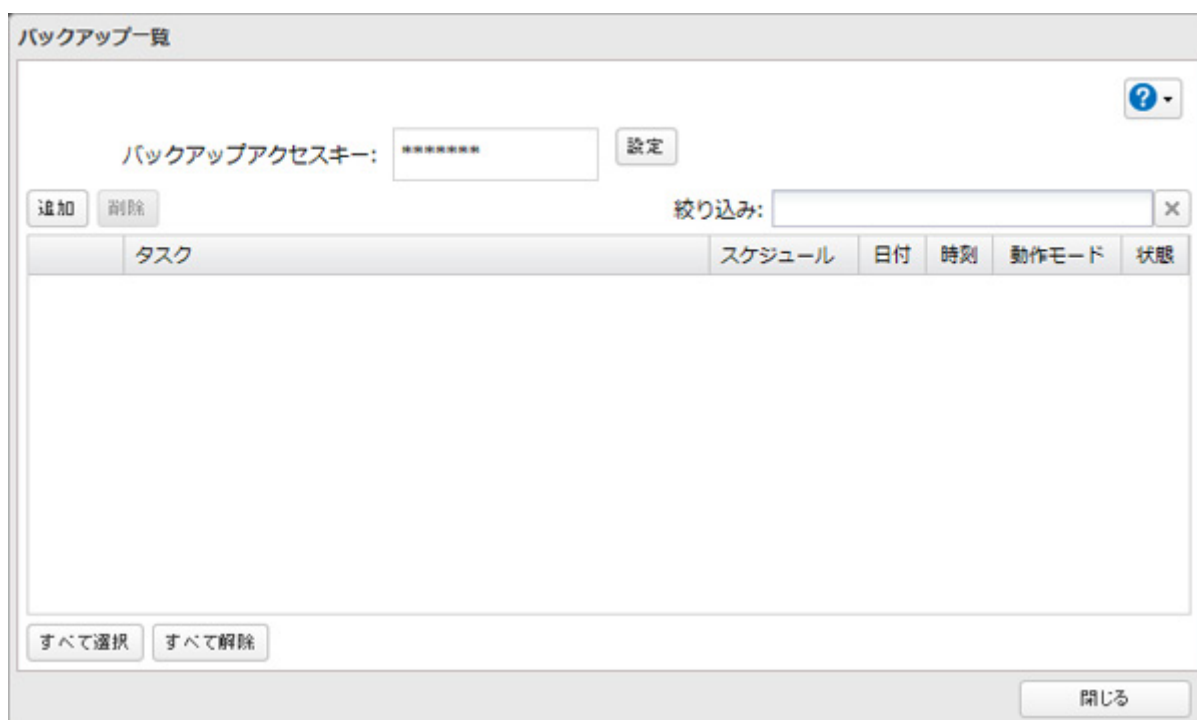 バックアップ一覧
?
バックアップアクセスキー: ******* 設定
追加 削除 絞り込み: ×
タスク スケジュール 日付 時刻 動作モード 状態
すべて選択 すべて解除
閉じる